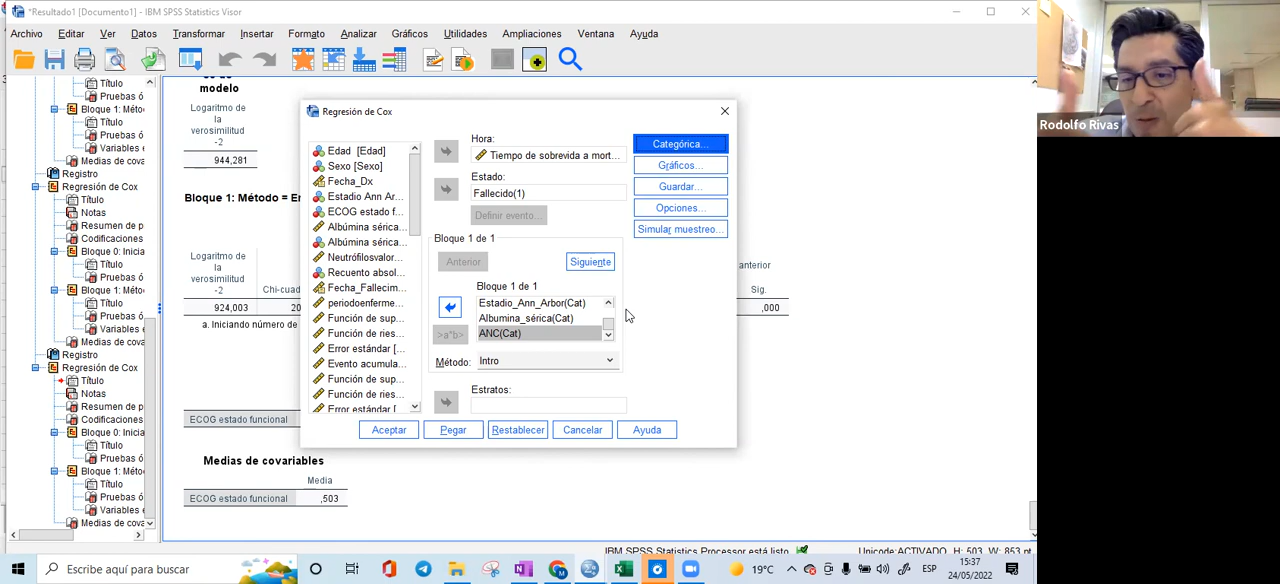 *Resultado1 [Documento1] - IBM SPSS Statistics Visor
Archivo Editar Ver Datos Transformar Insertar Formato Analizar Gráficos Utilidades Ampliaciones Ventana Ayuda
Título
Pruebas ó
Bloque 1: Méto
Título
Pruebas ó
Variables
Medias de covari
Registro
Regresión de Cox
Título
Notas
Resumen de p
Codificaciones
Bloque 0: Inicia
Título
Pruebas ó
Bloque 1: Méto
Título
Pruebas ó
Variables
Medias de covari
Registro
Regresión de Cox
Título
Notas
Resumen de p
Codificaciones
Bloque 0: Inicia
Título
Pruebas ó
Bloque 1: Méto
Título
Pruebas ó
Variables
Medias de cova
modelo
Logaritmo de
la
verosimilitud
-2
944,281
Bloque 1: Método = En
Logaritmo de
la
verosimilitud
-2
Chi-cuad
924,003 20
a. Iniciando número de
anterior
Sig.
,000
ECOG estado funcional
Medias de covariables
Media
ECOG estado funcional ,503
Regresión de Cox
Edad [Edad]
Sexo [Sexo]
Fecha_Dx
Estadio Ann Ar...
ECOG estado f...
Albúmina sérica...
Albúmina sérica...
Neutrófilosvalor...
Recuento absol...
Fecha_Fallecim...
periodoenferme...
Función de sup...
Función de ries...
Error estándar [...
Evento acumula...
Función de sup...
Función de ries...
Error estándar [...
Hora:
Tiempo de sobrevida a mort...
Estado:
Fallecido(1)
Definir evento...
Bloque 1 de 1
Anterior Siguiente
Bloque 1 de 1
Estadio_Ann_Arbor(Cat)
Albumina_sérica(Cat)
ANC(Cat)
>a*b>
Método: Intro
Estratos:
Categórica...
Gráficos...
Guardar...
Opciones...
Simular muestreo...
Aceptar Pegar Restablecer Cancelar Ayuda
Rodolfo Rivas
IBM SPSS Statistics Processor está listo
Unicode:ACTIVADO H: 503, W: 853 pt.
Escribe aquí para buscar
19°C
ESP
15:37
24/05/2022